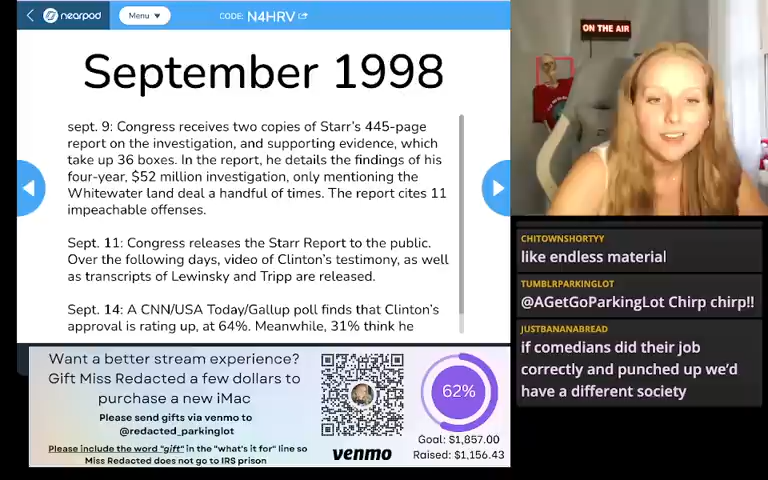 nearpod
Menu
CODE: N4HRV
ON THE AIR
September 1998
sept. 9: Congress receives two copies of Starr's 445-page
report on the investigation, and supporting evidence, which
take up 36 boxes. In the report, he details the findings of his
four-year, $52 million investigation, only mentioning the
Whitewater land deal a handful of times. The report cites 11
impeachable offenses.
Sept. 11: Congress releases the Starr Report to the public.
Over the following days, video of Clinton's testimony, as well
as transcripts of Lewinsky and Tripp are released.
Sept. 14: A CNN/USA Today/Gallup poll finds that Clinton's
approval is rating up, at 64%. Meanwhile, 31% think he
CHITOWNSHORTYY
like endless material
TUMBLRPARKINGLOT
@AGetGoParkingLot Chirp chirp!!
JUSTBANANABREAD
if comedians did their job
correctly and punched up we'd
have a different society
Want a better stream experience?
Gift Miss Redacted a few dollars to
purchase a new iMac
Please send gifts via venmo to
@redacted_parkinglot
Please include the word "gift" in the "what's it for" line so
Miss Redacted does not go to IRS prison
venmo
62%
Goal: $1,857.00
Raised: $1,156.43